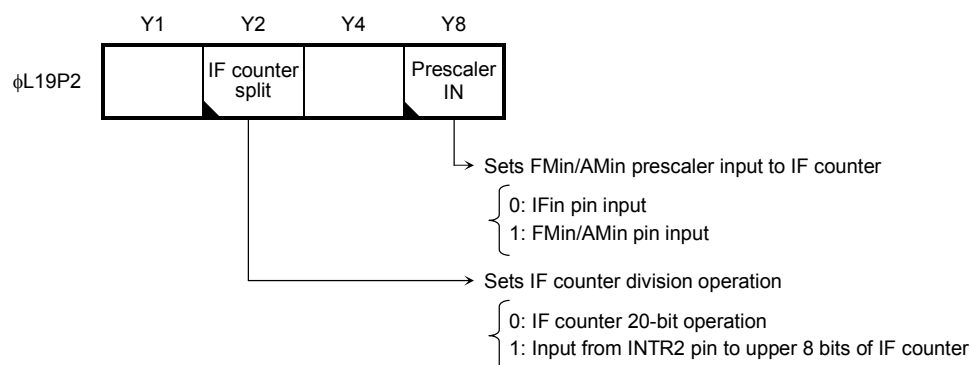 Y1 Y2 Y4 Y8
ϕL19P2
IF counter
split
Prescaler
IN
Sets FMin/AMin prescaler input to IF counter
0: IFin pin input
1: FMin/AMin pin input
Sets IF counter division operation
0: IF counter 20-bit operation
1: Input from INTR2 pin to upper 8 bits of IF counter